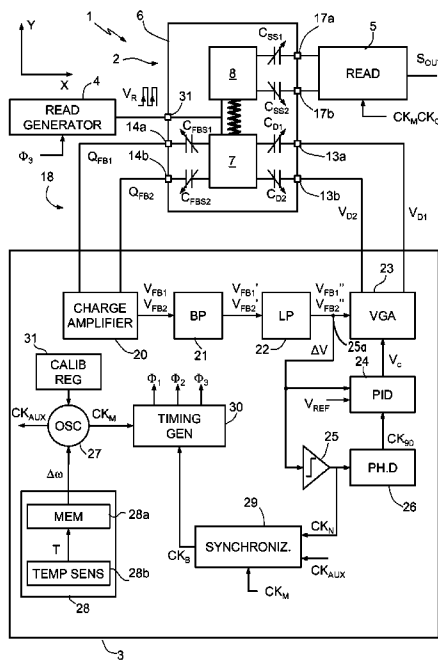 Y
X
1
2
6
8
C_SS1
C_SS2
17a
17b
5
READ
S_OUT
CK_M CK_C
4
READ GENERATOR
V_R
31
Φ_3
14a
14b
C_FBS1
C_FBS2
7
C_D1
C_D2
13a
13b
18
Q_FB1
Q_FB2
V_D2
V_D1
CHARGE AMPLIFIER
20
V_FB1
V_FB2
BP
21
V_FB1'
V_FB2'
LP
22
V_FB1''
V_FB2''
25a
23
VGA
ΔV
24
V_c
31
CALIB REG
CK_AUX
OSC
27
CK_M
Φ_1
Φ_2
Φ_3
TIMING GEN
30
V_REF
PID
25
CK_90
PH.D
26
Δω
MEM
28a
T
TEMP SENS
28b
28
CK_B
29
SYNCHRONIZ.
CK_N
CK_AUX
CK_M
3